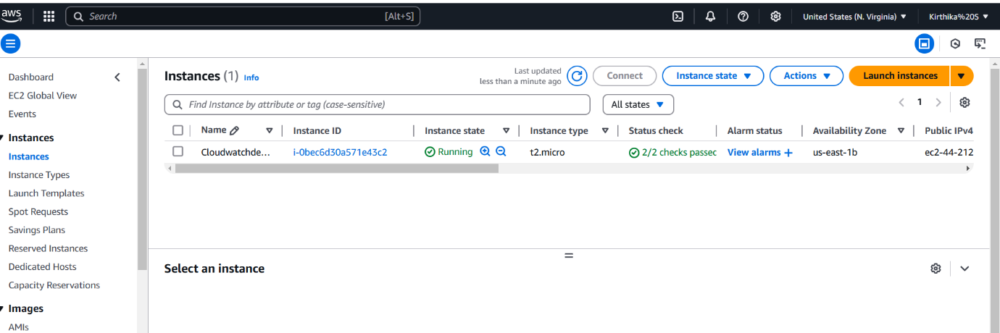 aws Search [Alt+S] United States (N. Virginia) Kirthika%20S
Dashboard
EC2 Global View
Events
Instances
Instances
Instance Types
Launch Templates
Spot Requests
Savings Plans
Reserved Instances
Dedicated Hosts
Capacity Reservations
Images
AMIs
Instances (1) Info
Last updated
less than a minute ago
Connect Instance state Actions Launch instances
Find Instance by attribute or tag (case-sensitive) All states 1
Name Instance ID Instance state Instance type Status check Alarm status Availability Zone Public IPv4
Cloudwatchde... i-0bec6d30a571e43c2 Running t2.micro 2/2 checks passec View alarms + us-east-1b ec2-44-212
Select an instance